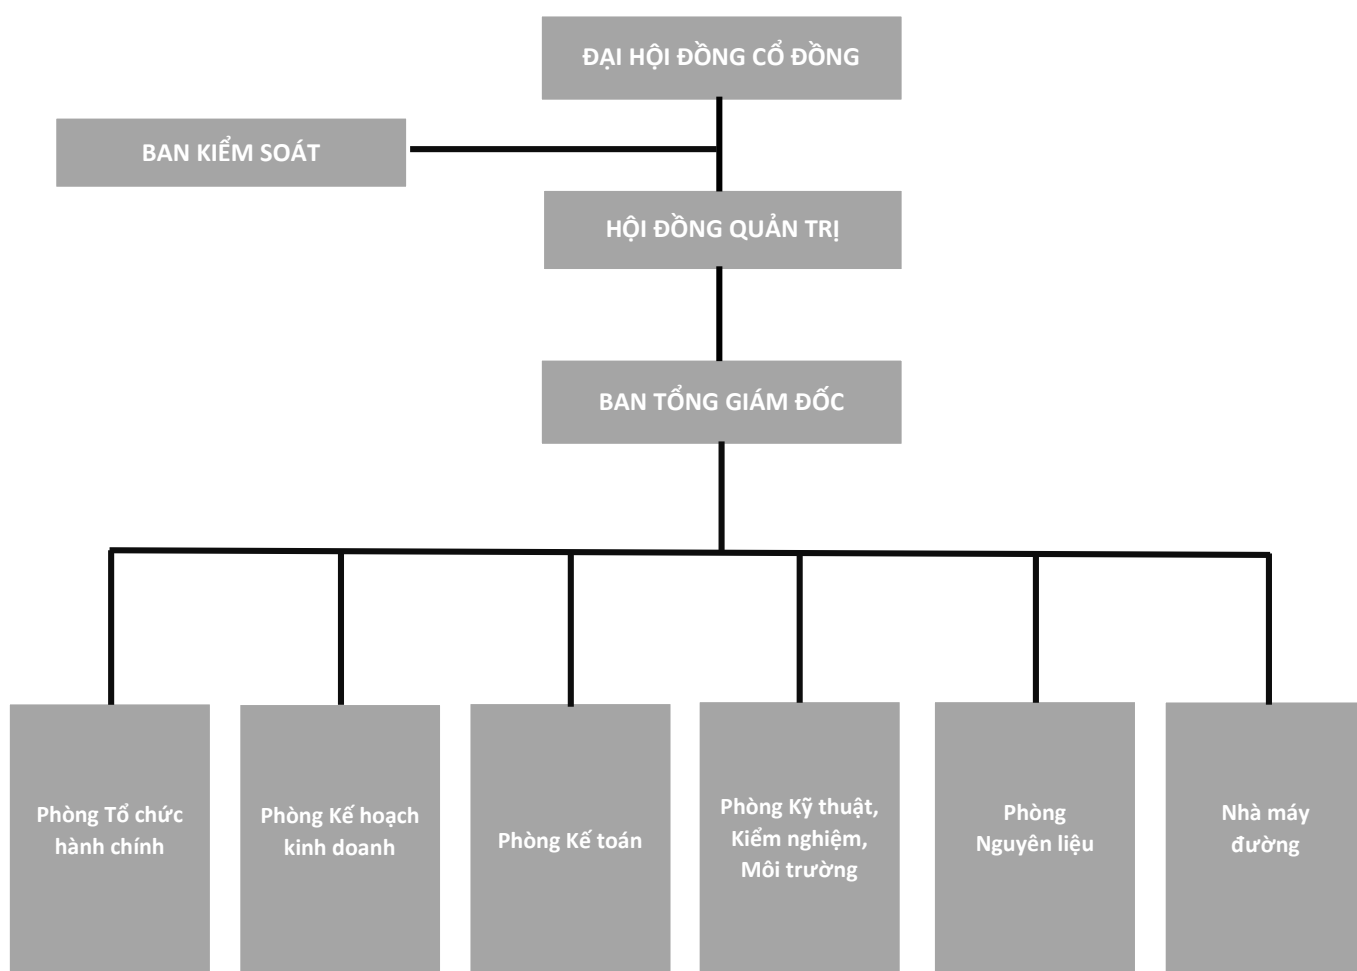 ĐẠI HỘI ĐỒNG CỔ ĐỒNG
BAN KIỂM SOÁT
HỘI ĐỒNG QUẢN TRỊ
BAN TỔNG GIÁM ĐỐC
Phòng Tổ chức
hành chính
Phòng Kế hoạch
kinh doanh
Phòng Kế toán
Phòng Kỹ thuật,
Kiểm nghiệm,
Môi trường
Phòng
Nguyên liệu
Nhà máy
đường